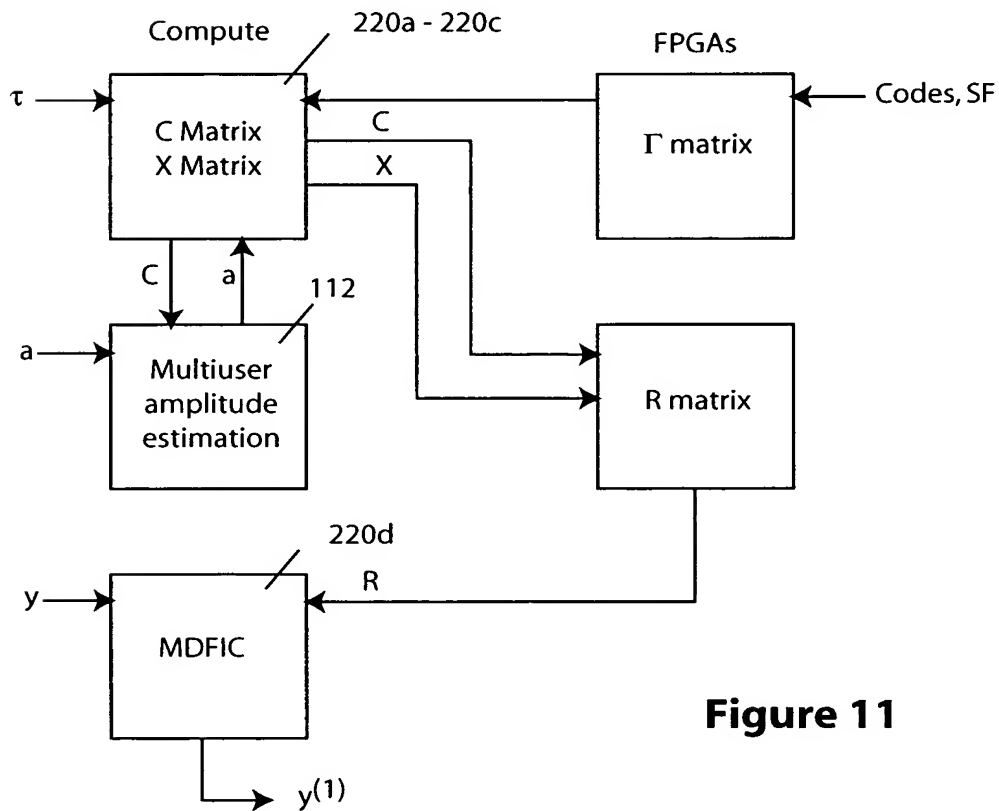 Compute
220a - 220c
FPGAs
τ
C Matrix
X Matrix
C
X
Γ matrix
Codes, SF
C
a
112
a
Multiuser
amplitude
estimation
R matrix
220d
R
y
MDFIC
y(1)
Figure 11